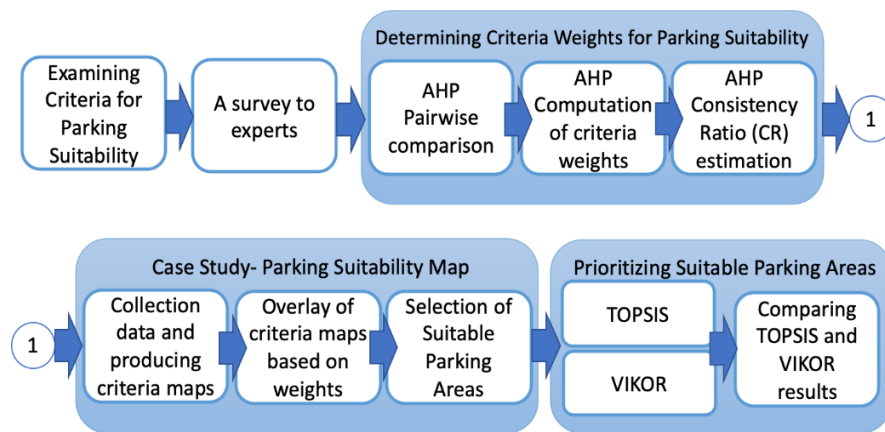 Determining Criteria Weights for Parking Suitability
Examining
Criteria for
Parking
Suitability
A survey to
experts
AHP
Pairwise
comparison
AHP
Computation
of criteria
weights
AHP
Consistency
Ratio (CR)
estimation
1
Case Study- Parking Suitability Map
1
Collection
data and
producing
criteria maps
Overlay of
criteria maps
based on
weights
Selection of
Suitable
Parking
Areas
Prioritizing Suitable Parking Areas
TOPSIS
VIKOR
Comparing
TOPSIS and
VIKOR
results